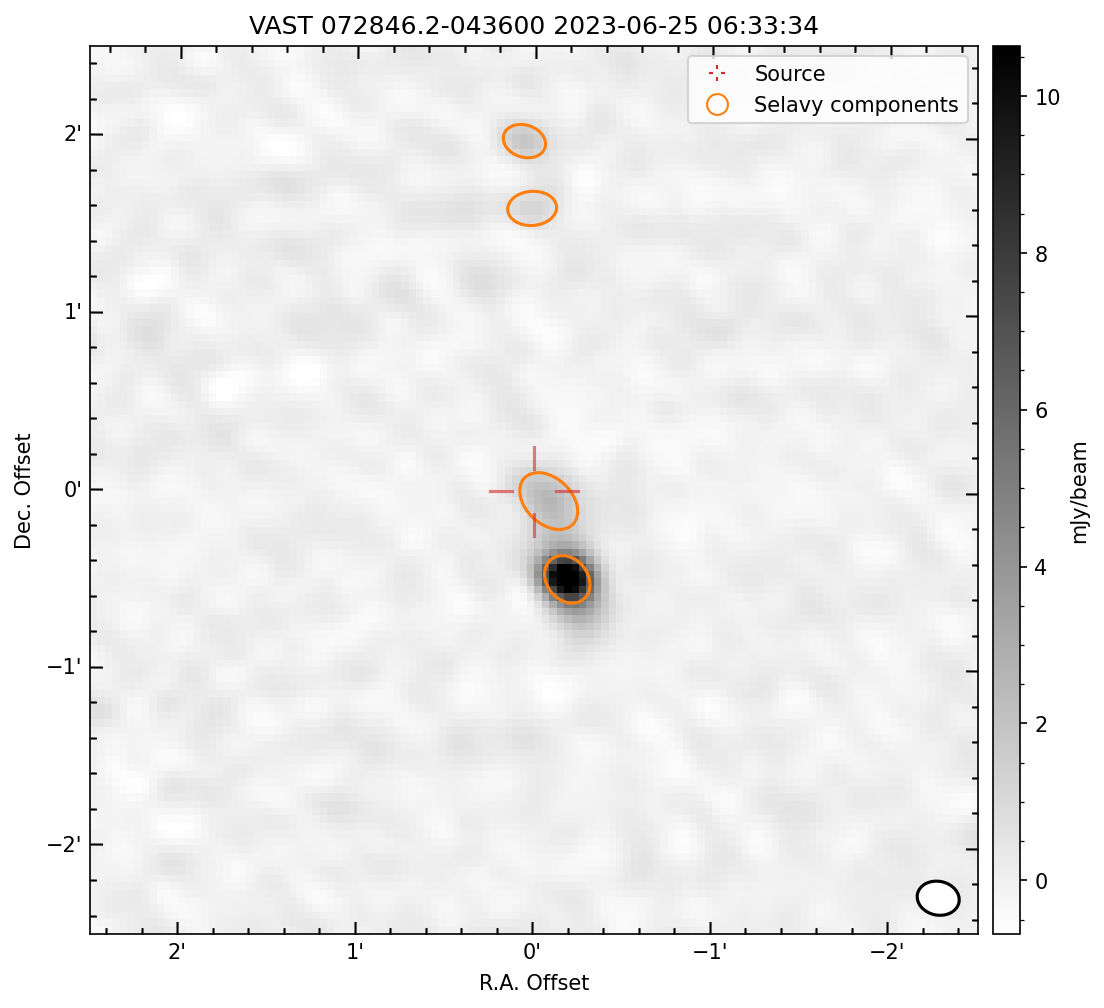 VAST 072846.2-043600 2023-06-25 06:33:34
Source
Selavy components
2'
1'
0'
−1'
−2'
Dec. Offset
2'
1'
0'
−1'
−2'
R.A. Offset
10
8
6
4
2
0
mJy/beam